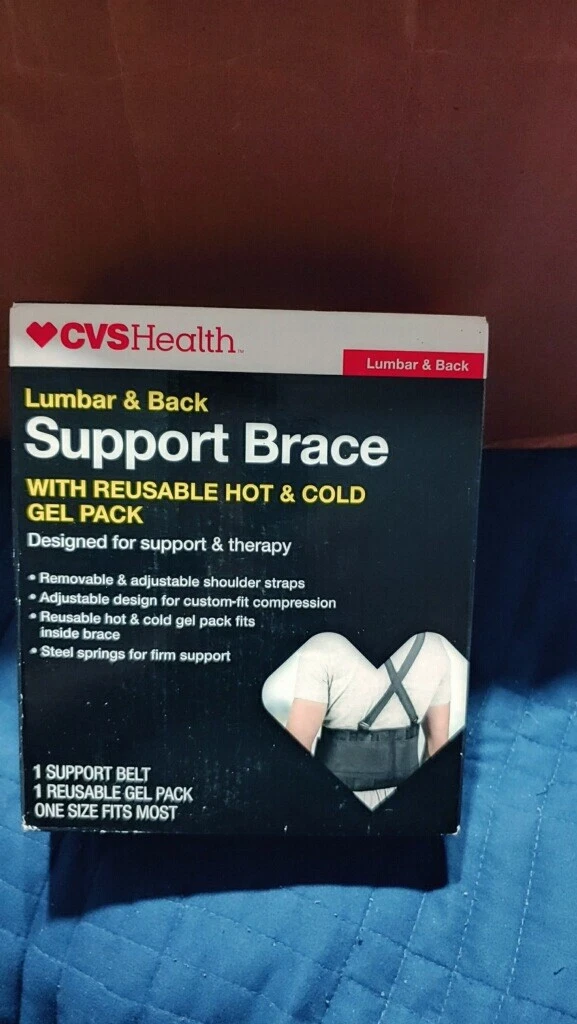 CVSHealth™
Lumbar & Back
Lumbar & Back
Support Brace
WITH REUSABLE HOT & COLD
GEL PACK
Designed for support & therapy
• Removable & adjustable shoulder straps
• Adjustable design for custom-fit compression
• Reusable hot & cold gel pack fits
inside brace
• Steel springs for firm support
1 SUPPORT BELT
1 REUSABLE GEL PACK
ONE SIZE FITS MOST